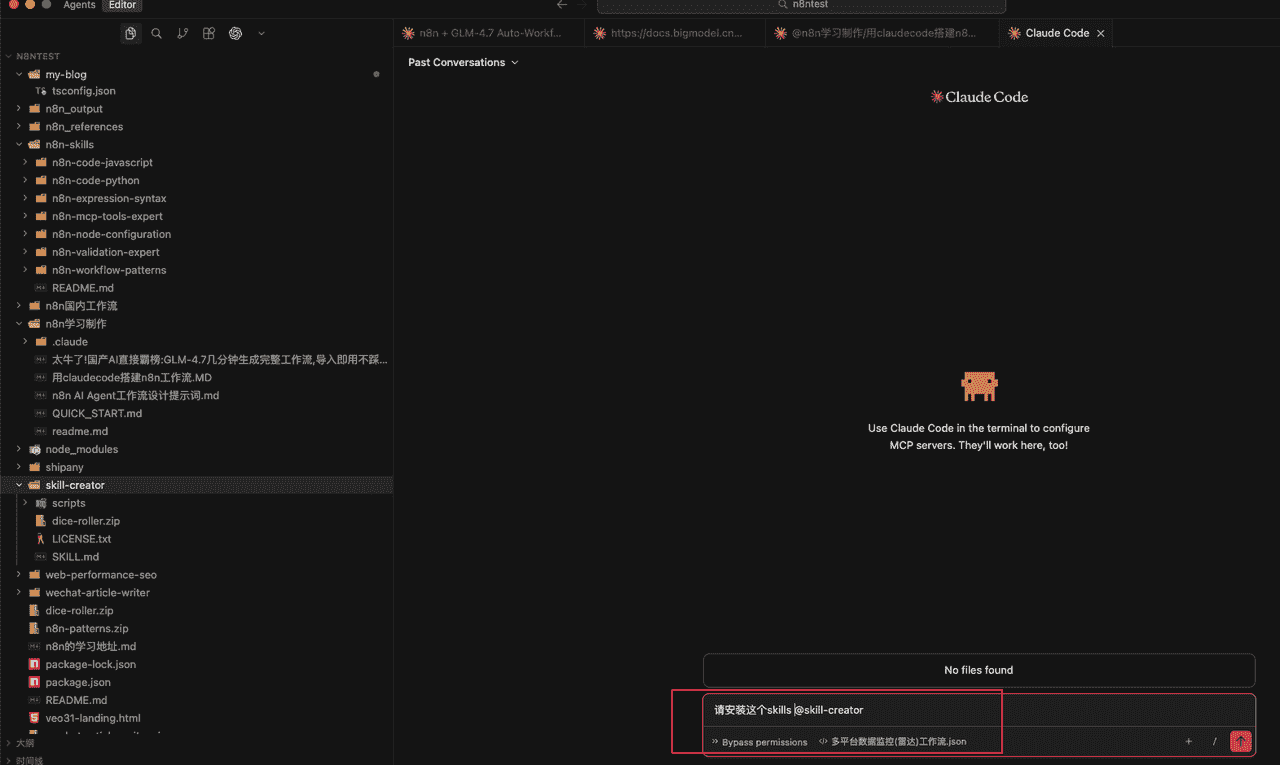 Agents Editor
n8ntest
n8n + GLM-4.7 Auto-Workf...
https://docs.bigmodel.cn...
@n8n学习制作/用claudecode搭建n8...
Claude Code
Past Conversations
N8NTEST
my-blog
tsconfig.json
n8n_output
n8n_references
n8n-skills
n8n-code-javascript
n8n-code-python
n8n-expression-syntax
n8n-mcp-tools-expert
n8n-node-configuration
n8n-validation-expert
n8n-workflow-patterns
README.md
n8n国内工作流
n8n学习制作
.claude
太牛了!国产AI直接霸榜:GLM-4.7几分钟生成完整工作流,导入即用不踩...
用claudecode搭建n8n工作流.MD
n8n AI Agent工作流设计提示词.md
QUICK_START.md
readme.md
node_modules
shipany
skill-creator
scripts
dice-roller.zip
LICENSE.txt
SKILL.md
web-performance-seo
wechat-article-writer
dice-roller.zip
n8n-patterns.zip
n8n的学习地址.md
package-lock.json
package.json
README.md
veo31-landing.html
大纲
时间线
Claude Code
Use Claude Code in the terminal to configure
MCP servers. They'll work here, too!
No files found
请安装这个skills @skill-creator
Bypass permissions
多平台数据监控(雷达)工作流.json